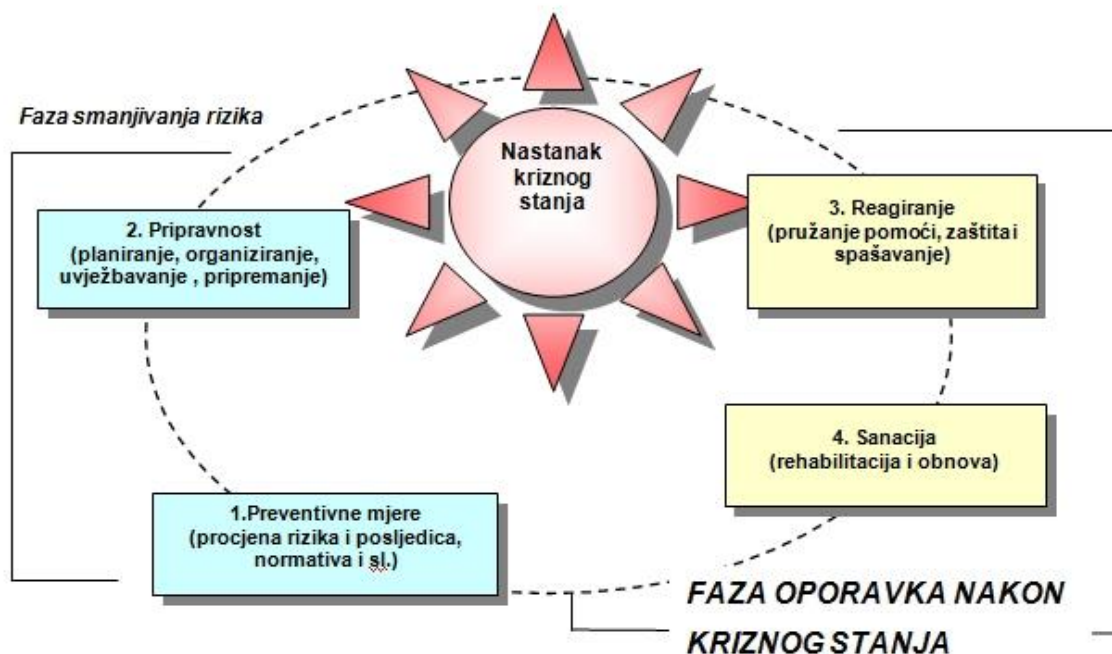 Faza smanjivanja rizika
Nastanak
kriznog
stanja
2. Pripravnost
(planiranje, organiziranje,
uvježbavanje , pripremanje)
3. Reagiranje
(pružanje pomoći, zaštita i
spašavanje)
4. Sanacija
(rehabilitacija i obnova)
1.Preventivne mjere
(procjena rizika i posljedica,
normativa i sl.)
FAZA OPORAVKA NAKON
KRIZNOG STANJA